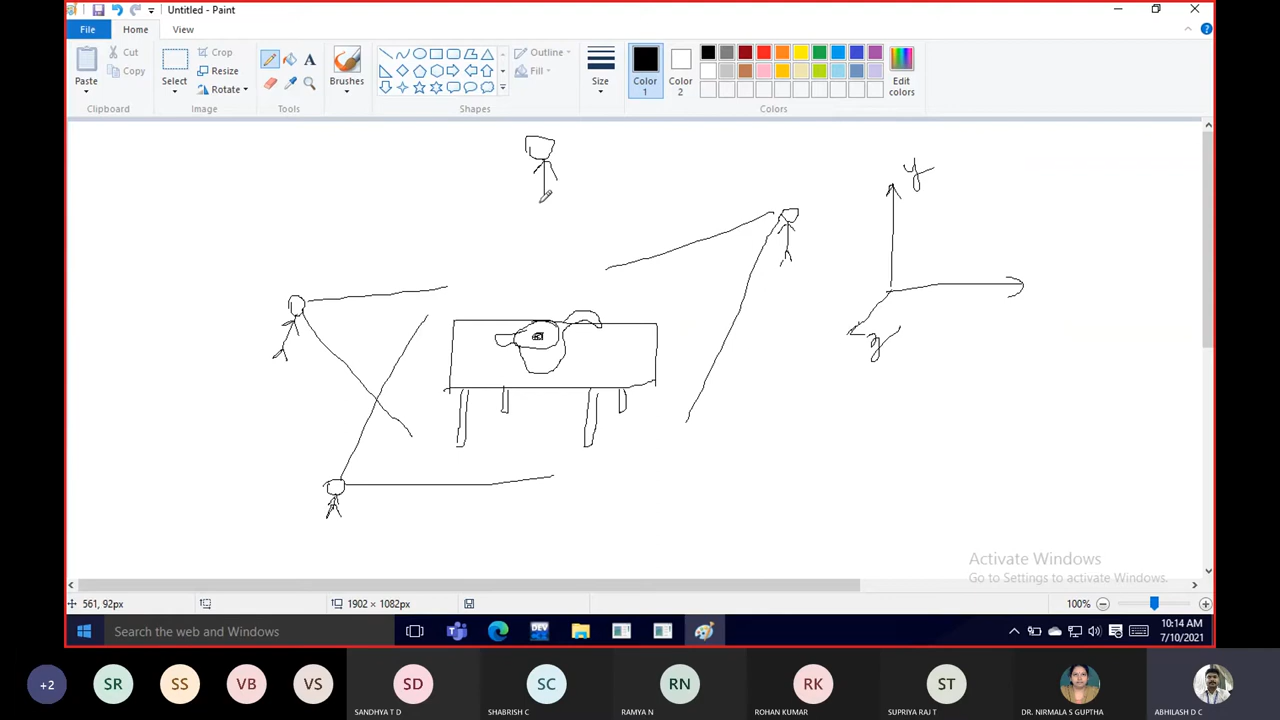 Untitled - Paint
File Home View
Paste
Cut
Copy
Clipboard
Select
Crop
Resize
Rotate
Image
Tools
Brushes
Shapes
Outline
Fill
Size
Color 1
Color 2
Edit colors
Colors
y
Activate Windows
Go to Settings to activate Windows.
561, 92px
1902 × 1082px
100%
Search the web and Windows
DEV
10:14 AM
7/10/2021
+2
SR
SS
VB
VS
SD
SC
RN
RK
ST
SANDHYA T D
SHABRISH C
RAMYA N
ROHAN KUMAR
SUPRIYA RAJ T
DR. NIRMALA S GUPTHA
ABHILASH D C